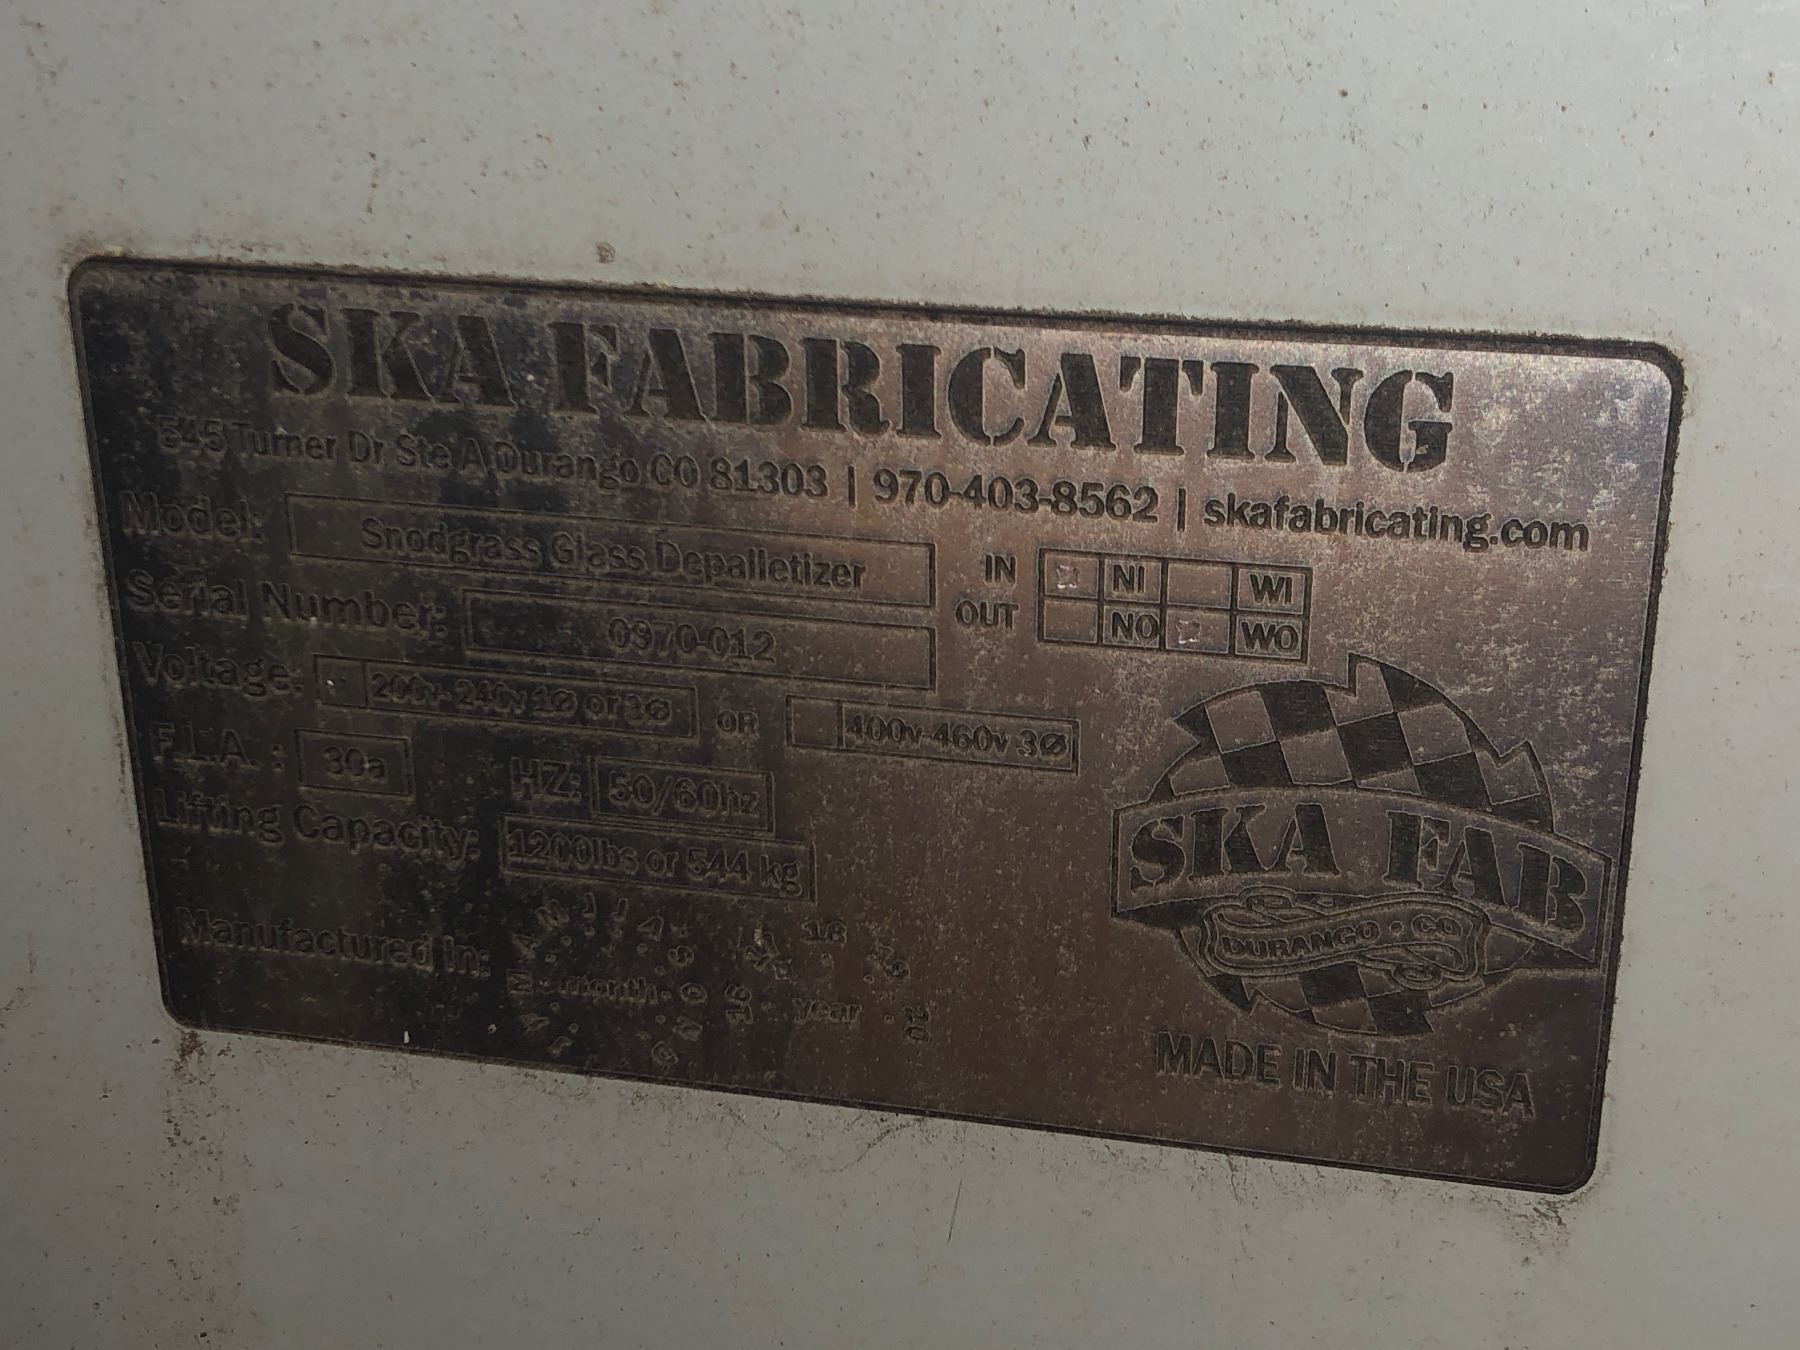 SKA FABRICATING
545 Turner Dr Ste A Durango CO 81303 | 970-403-8562 | skafabricating.com
Model: Snodgrass Glass Depalletizer
IN NI WI
OUT NO WO
Serial Number: 0370-012
Voltage: 200v-240v 1Ø or 3Ø OR 400v-460v 3Ø
F.L.A.: 30a HZ: 50/60hz
Lifting Capacity: 1200lbs or 544 kg
Manufactured In:
month year
SKA FAB
DURANGO • CO
MADE IN THE USA